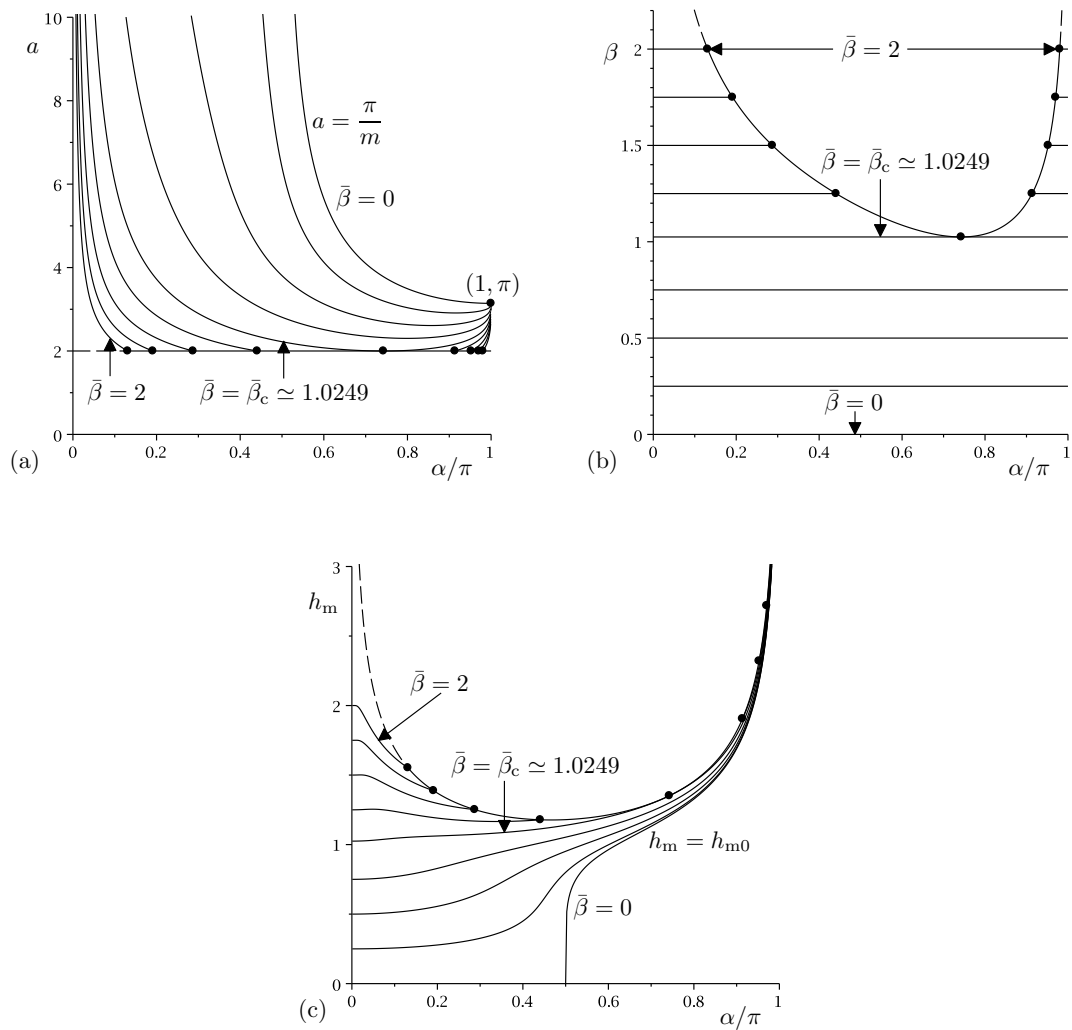 10
a
8
6
4
2
0
0
0.2
0.4
0.6
0.8
1
α/π
a = π/m
β̄ = 0
(1, π)
β̄ = 2
β̄ = β̄c ≃ 1.0249
(a)
β
2
1.5
1
0.5
0
0
0.2
0.4
0.6
0.8
1
α/π
β̄ = 2
β̄ = β̄c ≃ 1.0249
β̄ = 0
(b)
3
hm
2
1
0
0
0.2
0.4
0.6
0.8
1
α/π
β̄ = 2
β̄ = β̄c ≃ 1.0249
hm = hm0
β̄ = 0
(c)